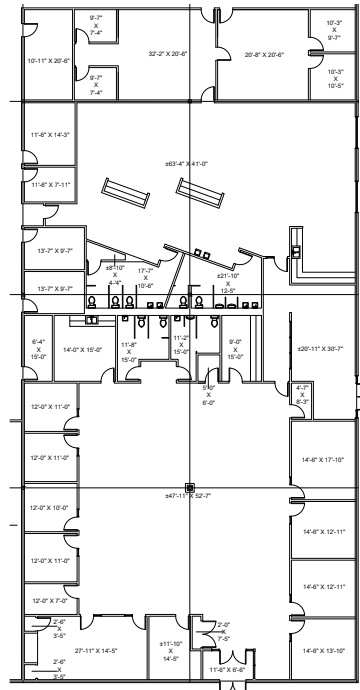 9'-7"
X
7'-4"
10'-3"
X
9'-7"
10'-11" X 20'-6"
32'-2" X 20'-6"
20'-8" X 20'-6"
9'-7"
X
7'-4"
10'-3"
X
10'-5"
11'-6" X 14'-3"
±63'-4" X 41'-0"
11'-6" X 7'-11"
13'-7" X 9'-7"
±8'-10"
X
4'-4"
17'-7"
X
10'-6"
±21'-10"
X
12'-5"
13'-7" X 9'-7"
6'-4"
X
15'-0"
14'-0" X 15'-0"
11'-8"
X
15'-0"
11'-2"
X
15'-0"
9'-0"
X
15'-0"
±20'-11" X 30'-7"
5'-0"
X
6'-0"
4'-7"
X
8'-3"
12'-0" X 11'-0"
12'-0" X 11'-0"
14'-6" X 17'-10"
12'-0" X 10'-0"
±47'-11" X 52'-7"
14'-6" X 12'-11"
12'-0" X 11'-0"
14'-6" X 12'-11"
12'-0" X 7'-0"
2'-6"
X
3'-5"
27'-11" X 14'-5"
±11'-10"
X
14'-5"
2'-0"
X
7'-5"
14'-6" X 13'-10"
2'-6"
X
3'-5"
11'-6" X 6'-6"